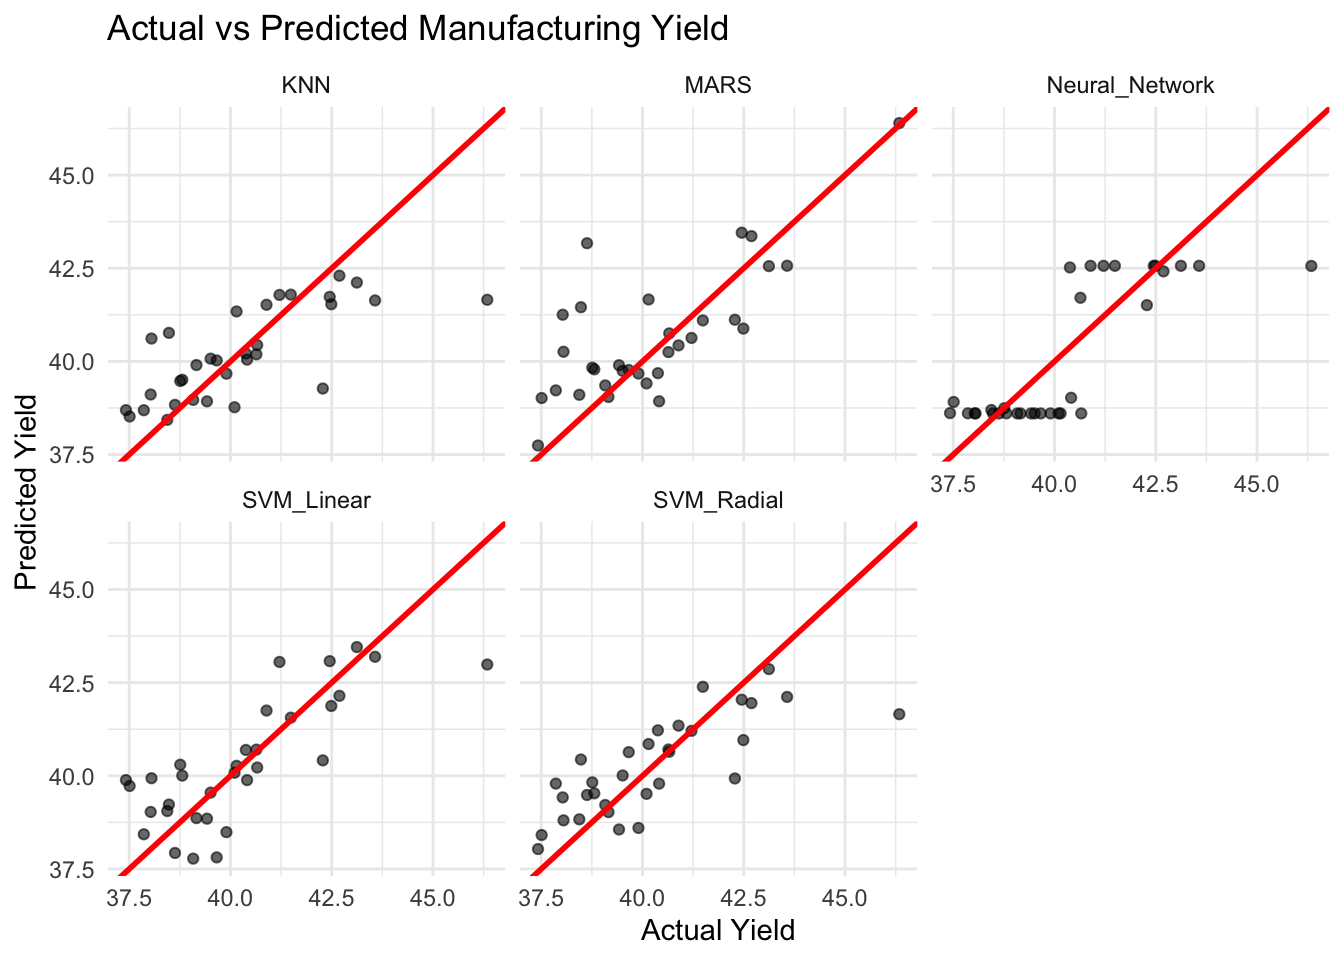 Actual vs Predicted Manufacturing Yield
KNN
MARS
Neural_Network
45.0
42.5
40.0
37.5
37.5 40.0 42.5 45.0
SVM_Linear
SVM_Radial
45.0
42.5
40.0
37.5
37.5 40.0 42.5 45.0
37.5 40.0 42.5 45.0
Predicted Yield
Actual Yield